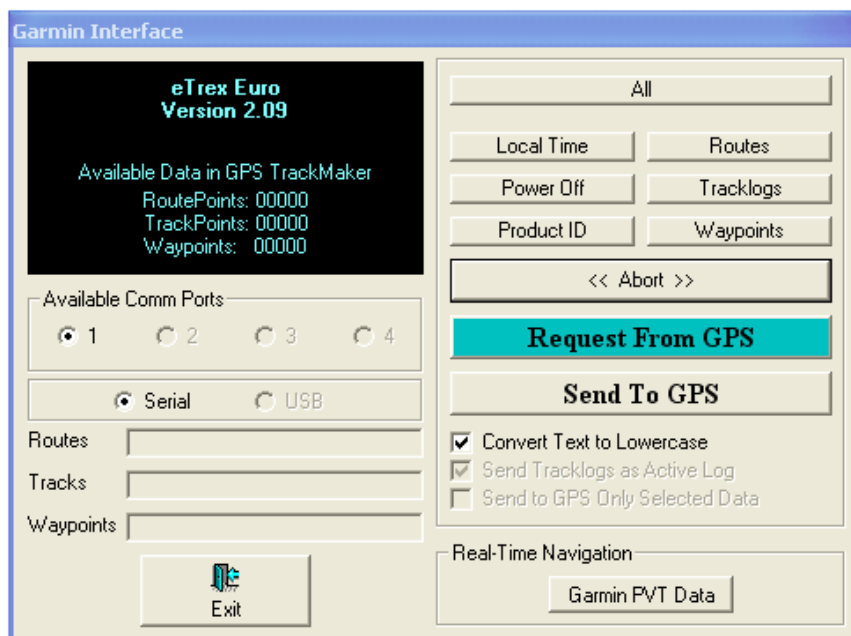 Garmin Interface
eTrex Euro
Version 2.09
Available Data in GPS TrackMaker
RoutePoints: 00000
TrackPoints: 00000
Waypoints: 00000
Available Comm Ports
1 2 3 4
Serial USB
Routes
Tracks
Waypoints
Exit
All
Local Time Routes
Power Off Tracklogs
Product ID Waypoints
<< Abort >>
Request From GPS
Send To GPS
Convert Text to Lowercase
Send Tracklogs as Active Log
Send to GPS Only Selected Data
Real-Time Navigation
Garmin PVT Data